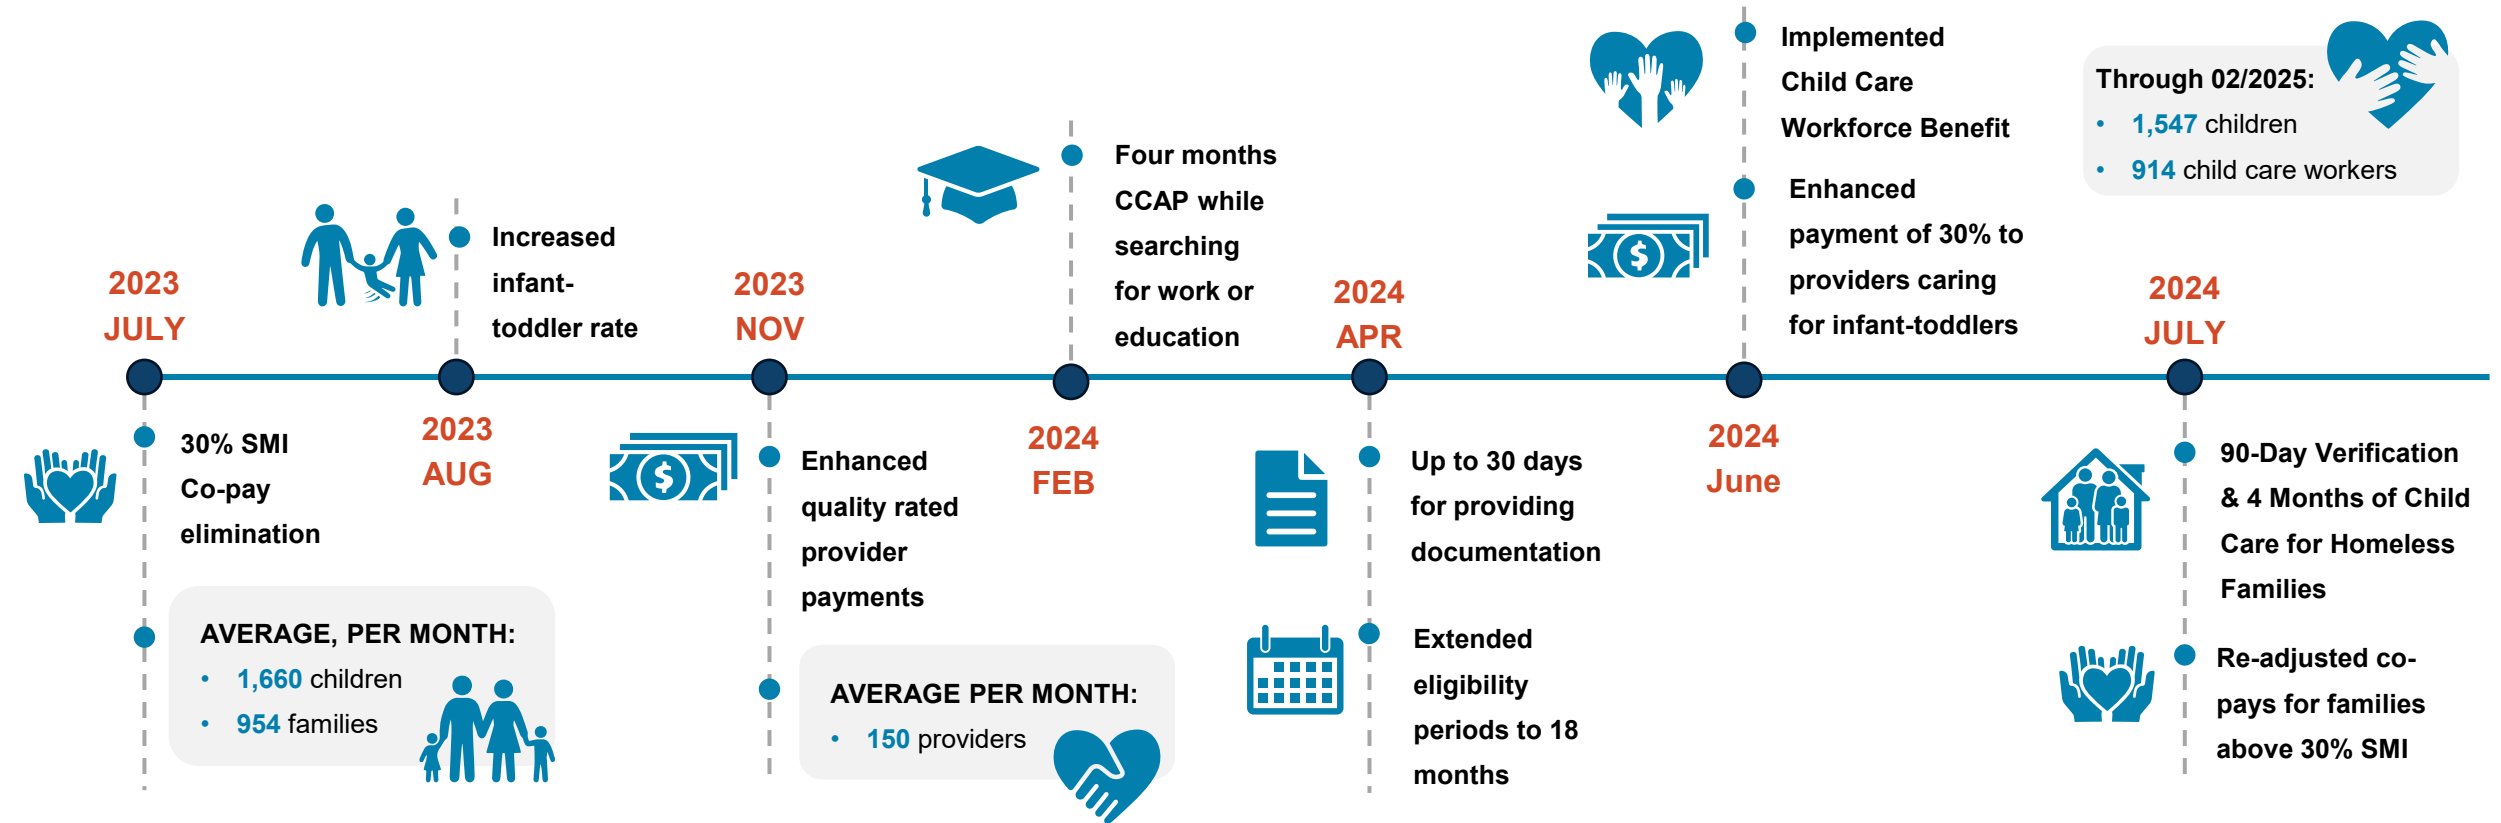 2023
JULY
30% SMI
Co-pay
elimination
AVERAGE, PER MONTH:
• 1,660 children
• 954 families
Increased
infant-
toddler rate
2023
AUG
2023
NOV
Enhanced
quality rated
provider
payments
AVERAGE PER MONTH:
• 150 providers
Four months
CCAP while
searching
for work or
education
2024
FEB
2024
APR
Up to 30 days
for providing
documentation
Extended
eligibility
periods to 18
months
Implemented
Child Care
Workforce Benefit
Enhanced
payment of 30% to
providers caring
for infant-toddlers
2024
June
Through 02/2025:
• 1,547 children
• 914 child care workers
2024
JULY
90-Day Verification
& 4 Months of Child
Care for Homeless
Families
Re-adjusted co-
pays for families
above 30% SMI